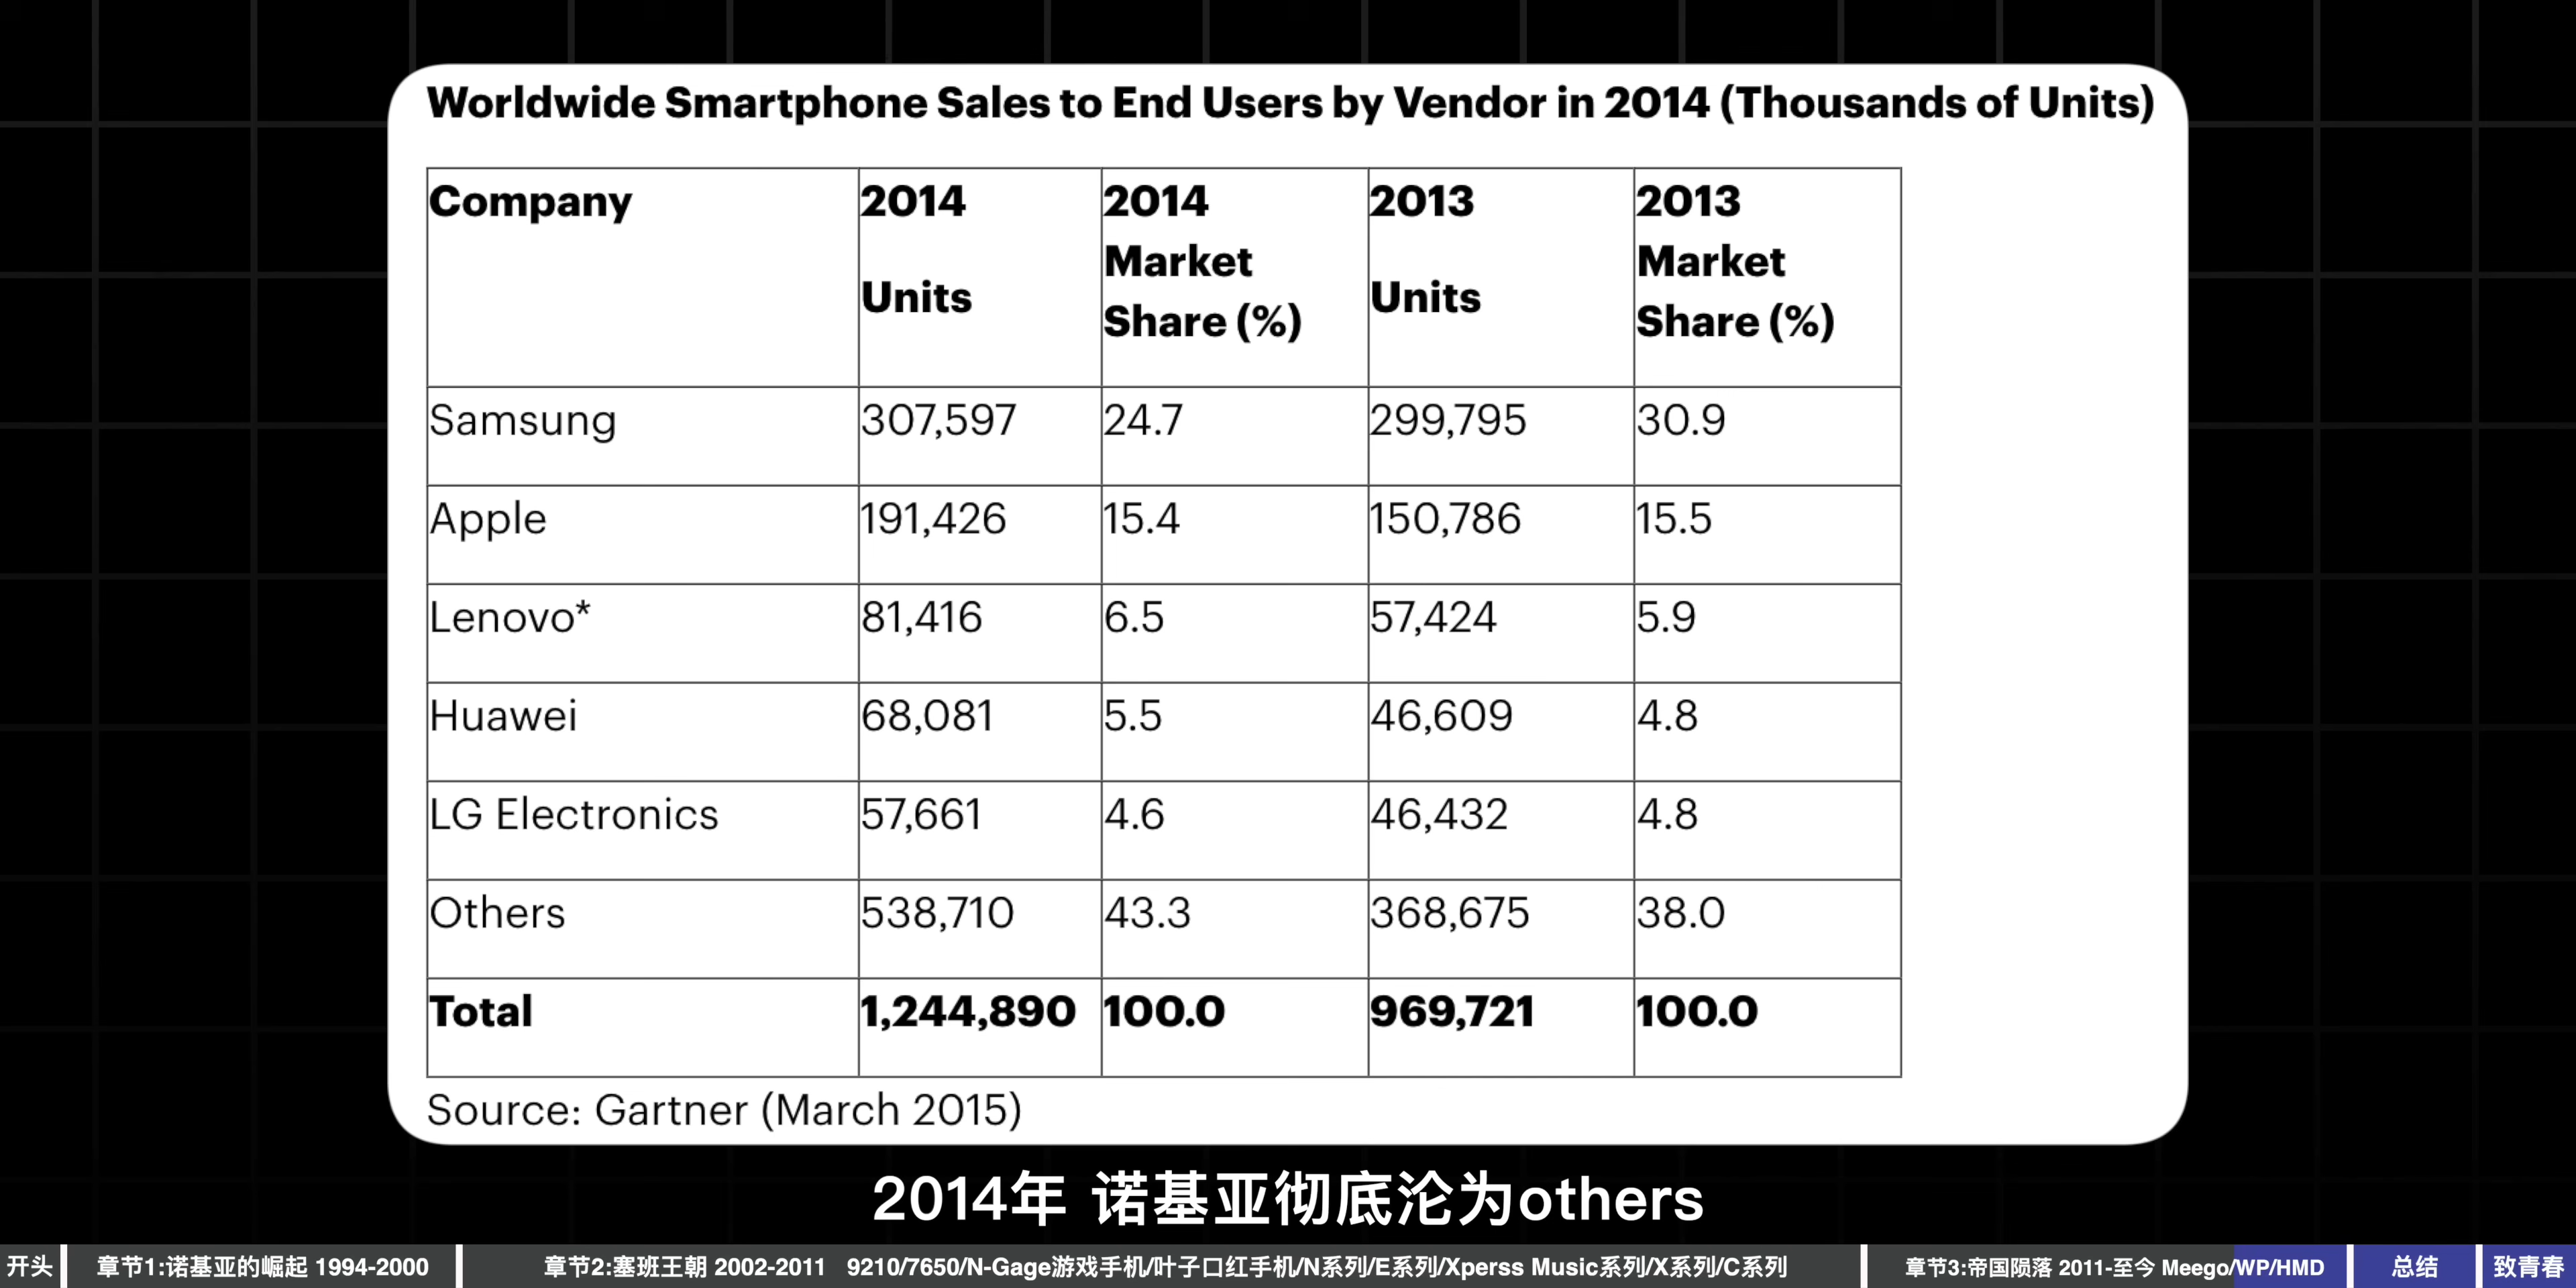 Worldwide Smartphone Sales to End Users by Vendor in 2014 (Thousands of Units)
Company 2014 Units 2014 Market Share (%) 2013 Units 2013 Market Share (%)
Samsung 307,597 24.7 299,795 30.9
Apple 191,426 15.4 150,786 15.5
Lenovo* 81,416 6.5 57,424 5.9
Huawei 68,081 5.5 46,609 4.8
LG Electronics 57,661 4.6 46,432 4.8
Others 538,710 43.3 368,675 38.0
Total 1,244,890 100.0 969,721 100.0
Source: Gartner (March 2015)
2014年 诺基亚彻底沦为others
开头 章节1:诺基亚的崛起 1994-2000 章节2:塞班王朝 2002-2011 9210/7650/N-Gage游戏手机/叶子口红手机/N系列/E系列/Xperss Music系列/X系列/C系列 章节3:帝国陨落 2011-至今 Meego/WP/HMD 总结 致青春